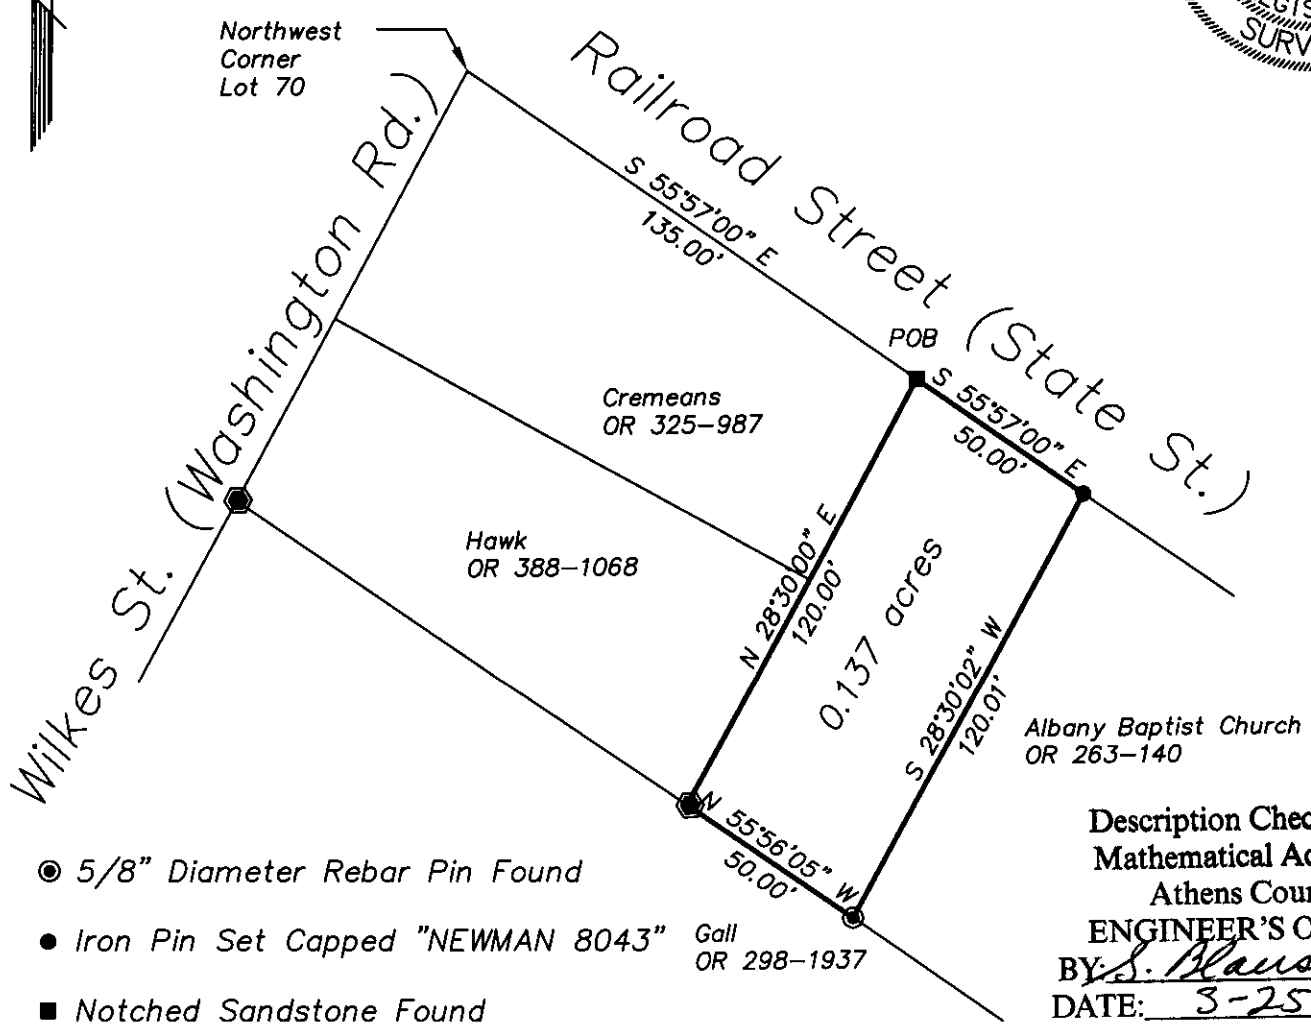 Northwest
Corner
Lot 70
SURV
Railroad Street (State St.)
S 55°57'00" E
135.00'
Wilkes St. (Washington Rd.)
POB
S 55°57'00" E
50.00'
Cremeans
OR 325-987
Hawk
OR 388-1068
N 28°30'00" E
120.00'
0.137 acres
S 28°30'02" W
120.01'
Albany Baptist Church
OR 263-140
N 55°56'05" W
50.00'
Gall
OR 298-1937
⦿ 5/8" Diameter Rebar Pin Found
● Iron Pin Set Capped "NEWMAN 8043"
■ Notched Sandstone Found
Description Chec
Mathematical Ac
Athens Cour
ENGINEER'S O
BY: S.
DATE: 3-25